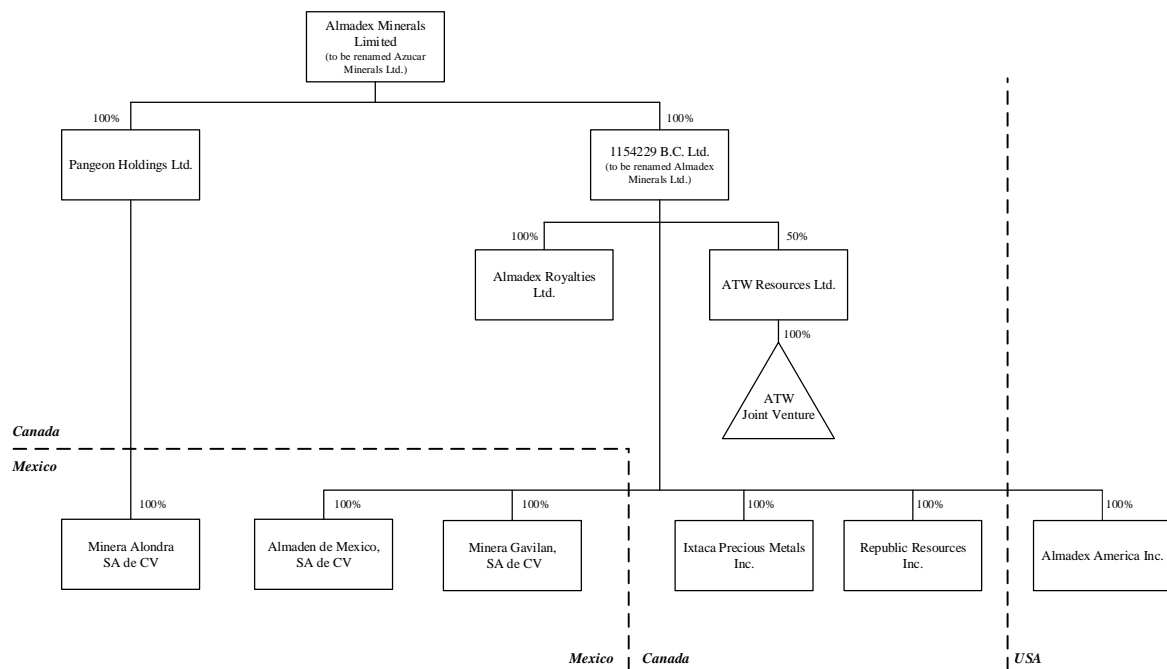 Almadex Minerals
Limited
(to be renamed Azucar
Minerals Ltd.)
100%
100%
Pangeon Holdings Ltd.
1154229 B.C. Ltd.
(to be renamed Almadex
Minerals Ltd.)
100%
50%
Almadex Royalties
Ltd.
ATW Resources Ltd.
100%
ATW
Joint Venture
Canada
Mexico
100%
100%
100%
100%
100%
100%
Minera Alondra
SA de CV
Almaden de Mexico,
SA de CV
Minera Gavilan,
SA de CV
Ixtaca Precious Metals
Inc.
Republic Resources
Inc.
Almadex America Inc.
Mexico
Canada
USA